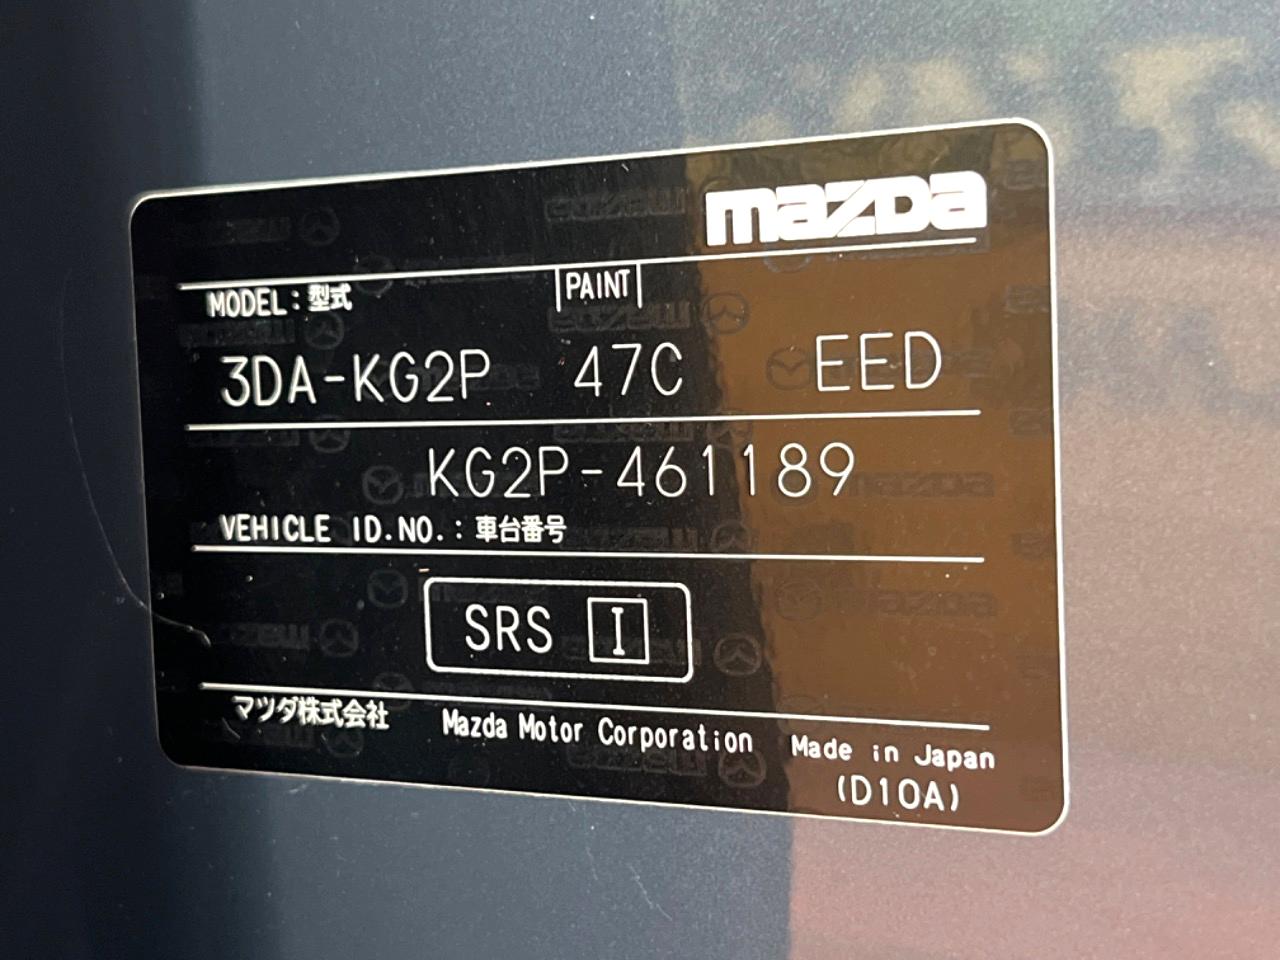 mazda
MODEL: 型式 PAINT
3DA-KG2P 47C EED
KG2P-461189
VEHICLE ID.NO.: 車台番号
SRS I
マツダ株式会社 Mazda Motor Corporation Made in Japan
(D10A)